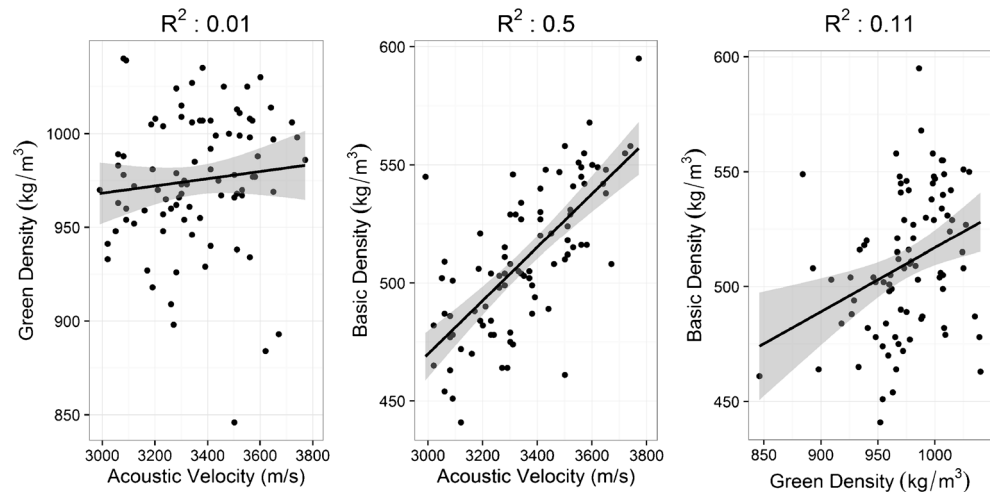 R² : 0.01
Green Density (kg/m³)
1000
950
900
850
3000 3200 3400 3600 3800
Acoustic Velocity (m/s)
R² : 0.5
Basic Density (kg/m³)
600
550
500
450
3000 3200 3400 3600 3800
Acoustic Velocity (m/s)
R² : 0.11
Basic Density (kg/m³)
600
550
500
450
850 900 950 1000
Green Density (kg/m³)